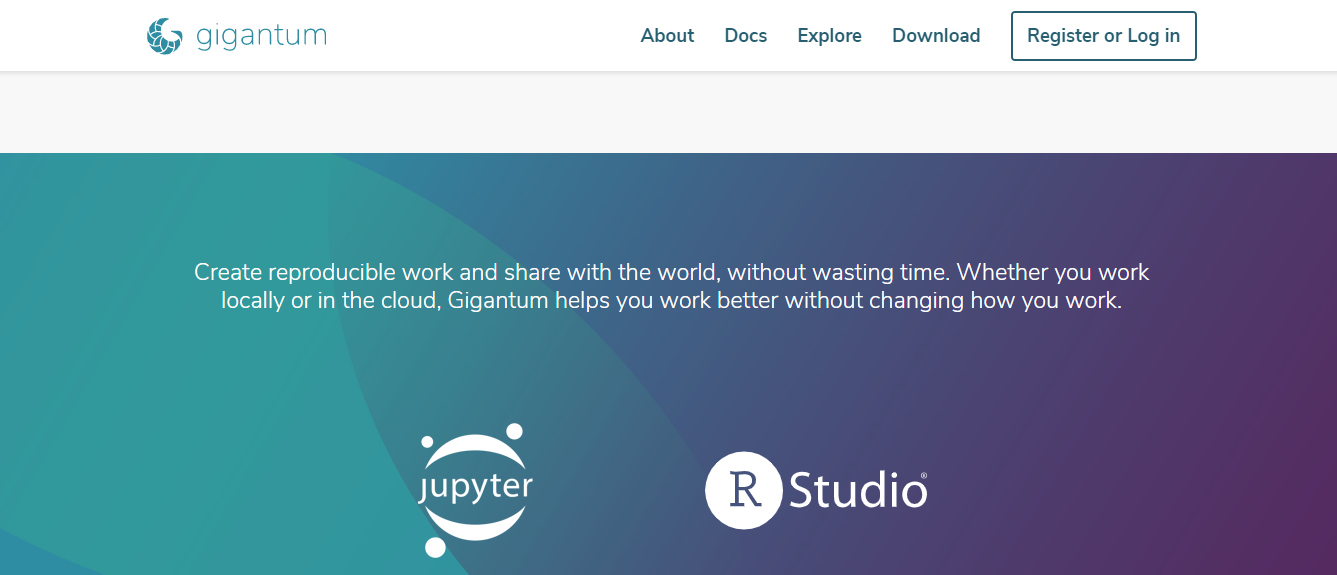 gigantum
About Docs Explore Download Register or Log in
Create reproducible work and share with the world, without wasting time. Whether you work
locally or in the cloud, Gigantum helps you work better without changing how you work.
jupyter
R Studio®